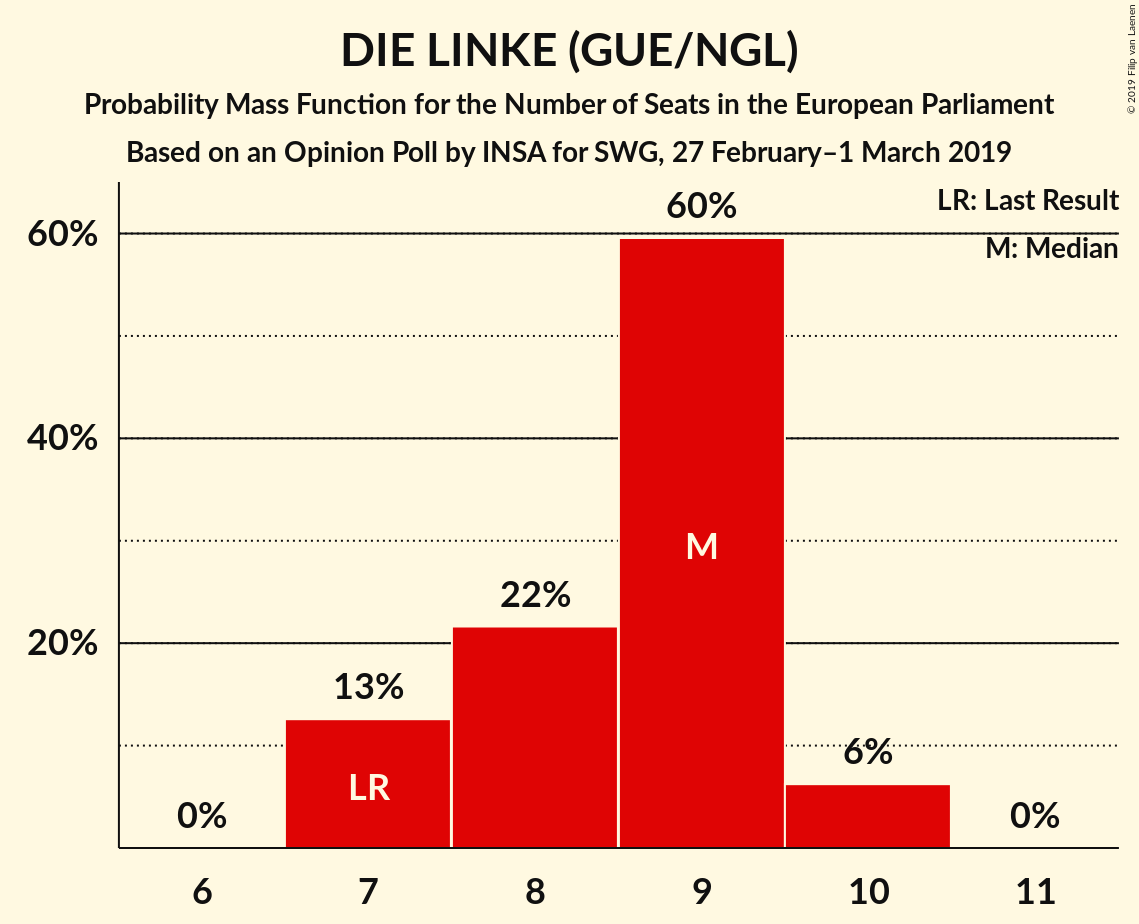 DIE LINKE (GUE/NGL)
Probability Mass Function for the Number of Seats in the European Parliament
Based on an Opinion Poll by INSA for SWG, 27 February–1 March 2019
© 2019 Filip van Laenen
LR: Last Result
M: Median
60%
40%
20%
0%
13%
22%
60%
6%
0%
LR
M
6
7
8
9
10
11